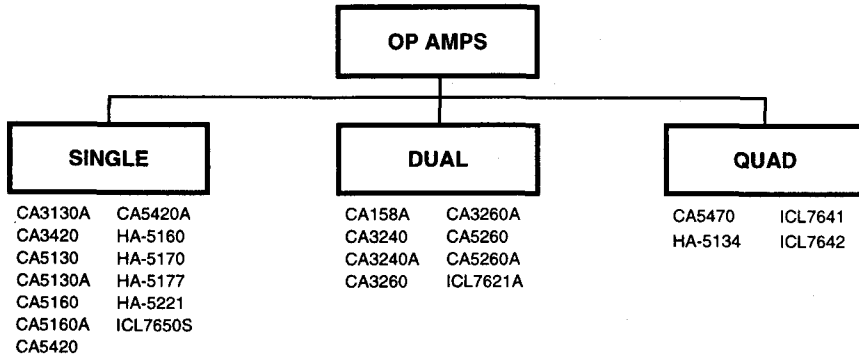 OP AMPS
SINGLE
CA3130A CA5420A
CA3420 HA-5160
CA5130 HA-5170
CA5130A HA-5177
CA5160 HA-5221
CA5160A ICL7650S
CA5420
DUAL
CA158A CA3260A
CA3240 CA5260
CA3240A CA5260A
CA3260 ICL7621A
QUAD
CA5470 ICL7641
HA-5134 ICL7642